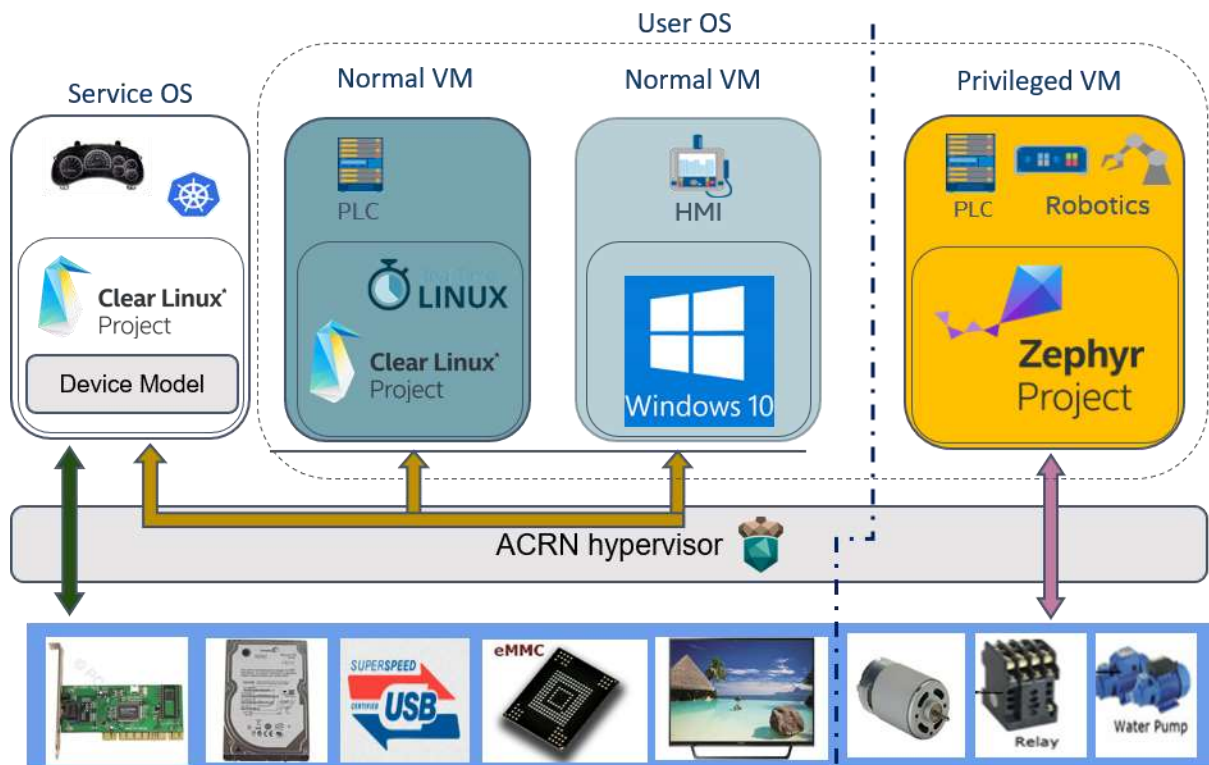 User OS
Service OS
Normal VM
Normal VM
Privileged VM
PLC
HMI
PLC
Robotics
Clear Linux*
Project
Device Model
LINUX
Clear Linux*
Project
Windows 10
Zephyr
Project
ACRN hypervisor
SUPERSPEED
CERTIFIED
USB
eMMC
Relay
Water Pump